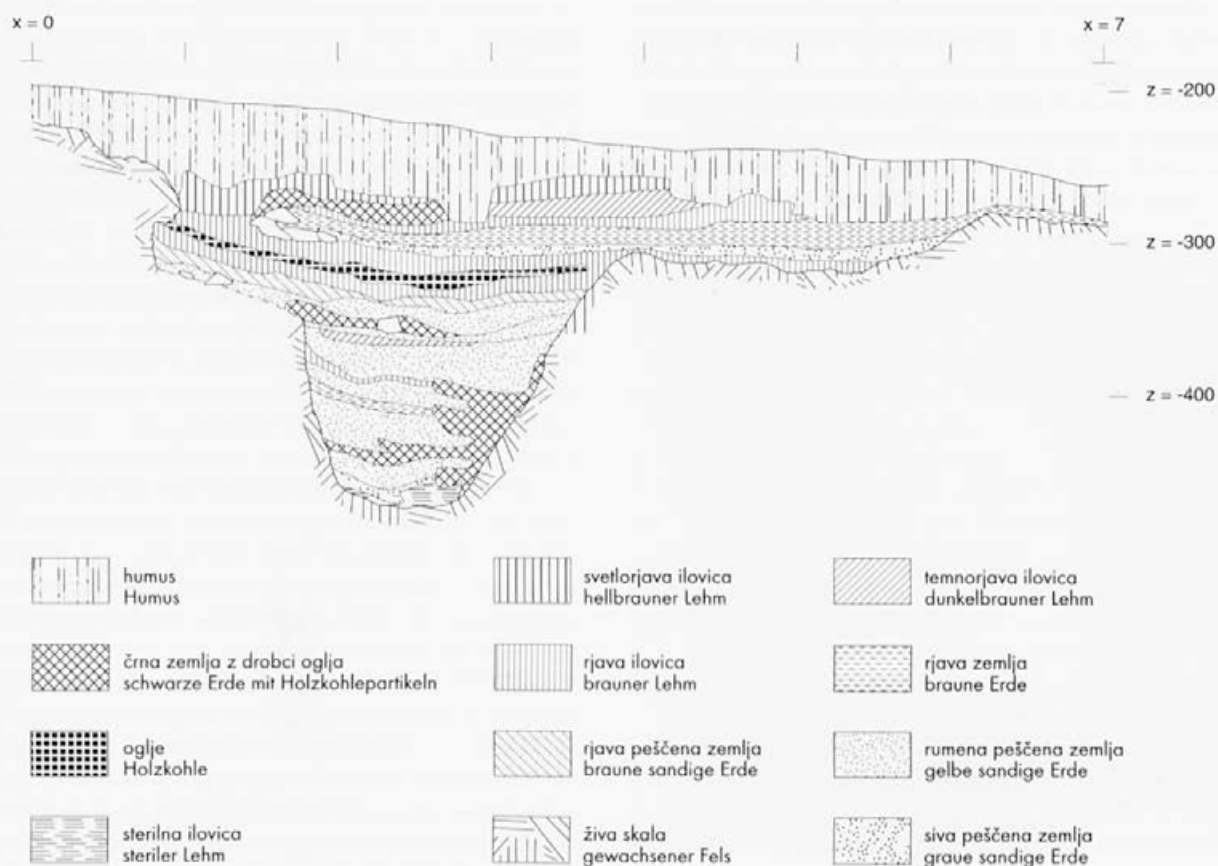 x = 0
x = 7
z = -200
z = -300
z = -400
humus
Humus
svetlorjava ilovica
hellbrauner Lehm
temnorjava ilovica
dunkelbrauner Lehm
črna zemlja z drobci oglja
schwarze Erde mit Holzkohlepartikeln
rjava ilovica
brauner Lehm
rjava zemlja
braune Erde
oglje
Holzkohle
rjava peščena zemlja
braune sandige Erde
rumena peščena zemlja
gelbe sandige Erde
sterilna ilovica
steriler Lehm
živa skala
gewachsener Fels
siva peščena zemlja
graue sandige Erde